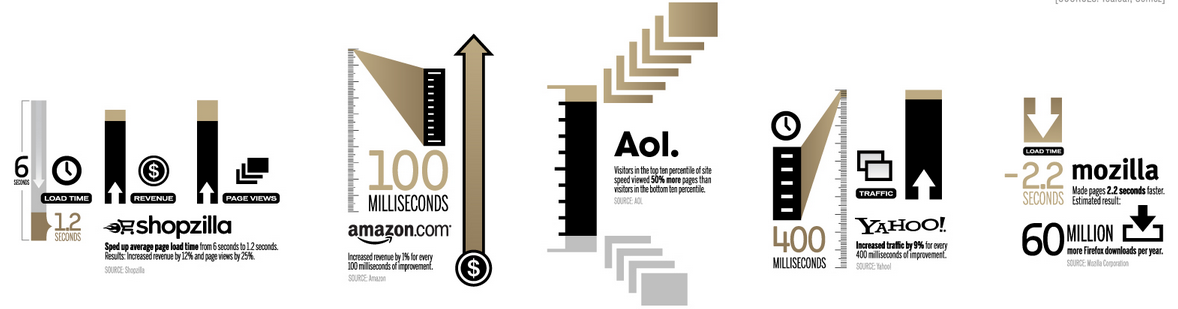 6
SECONDS
LOAD TIME
REVENUE
PAGE VIEWS
1.2
SECONDS
shopzilla
Sped up average page load time from 6 seconds to 1.2 seconds.
Results: Increased revenue by 12% and page views by 25%.
SOURCE: Shopzilla
100
MILLISECONDS
amazon.com
Increased revenue by 1% for every
100 milliseconds of improvement.
SOURCE: Amazon
Aol.
Visitors in the top ten percentile of site
speed viewed 50% more pages than
visitors in the bottom ten percentile.
SOURCE: AOL
400
MILLISECONDS
TRAFFIC
YAHOO!
Increased traffic by 9% for every
400 milliseconds of improvement.
SOURCE: Yahoo!
LOAD TIME
-2.2
SECONDS
mozilla
Made pages 2.2 seconds faster.
Estimated result:
60 MILLION
more Firefox downloads per year.
SOURCE: Mozilla Corporation